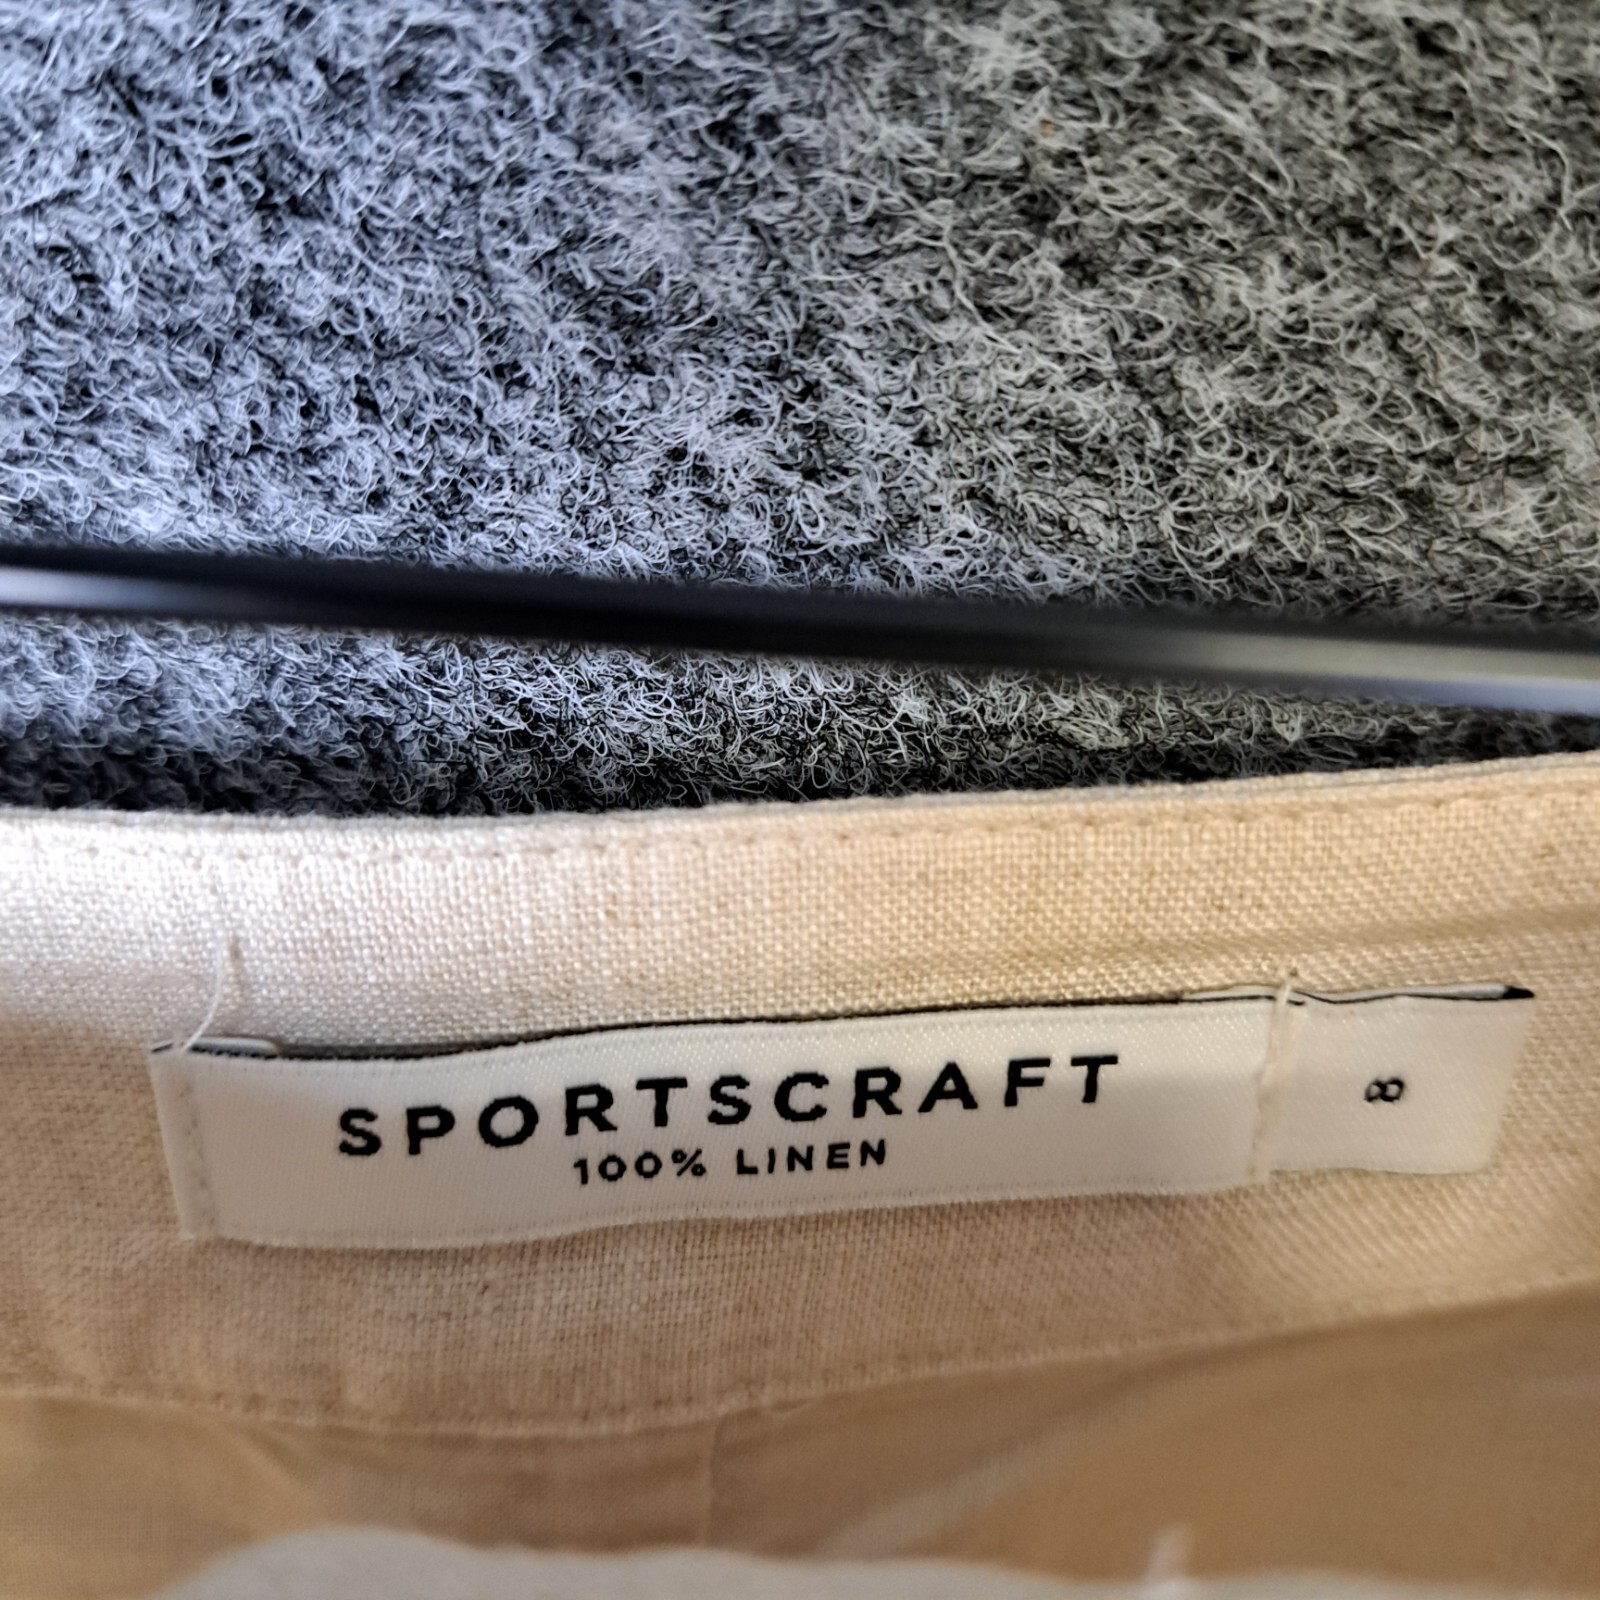 SPORTSCRAFT
100% LINEN
8